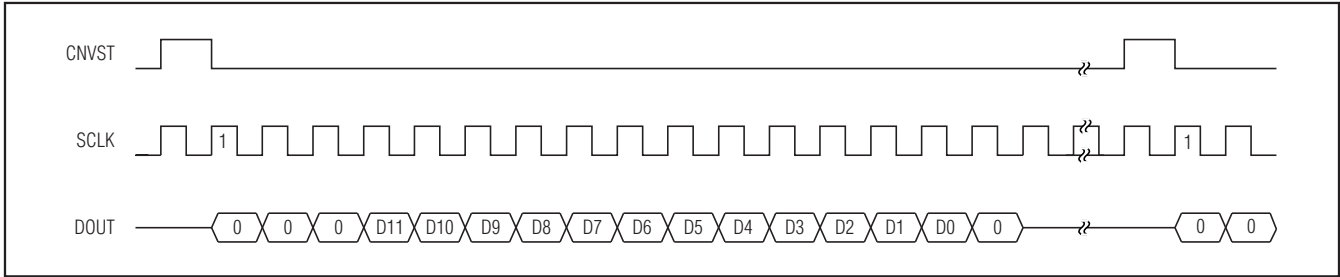 CNVST
SCLK 1 1
DOUT 0 0 0 D11 D10 D9 D8 D7 D6 D5 D4 D3 D2 D1 D0 0 0 0